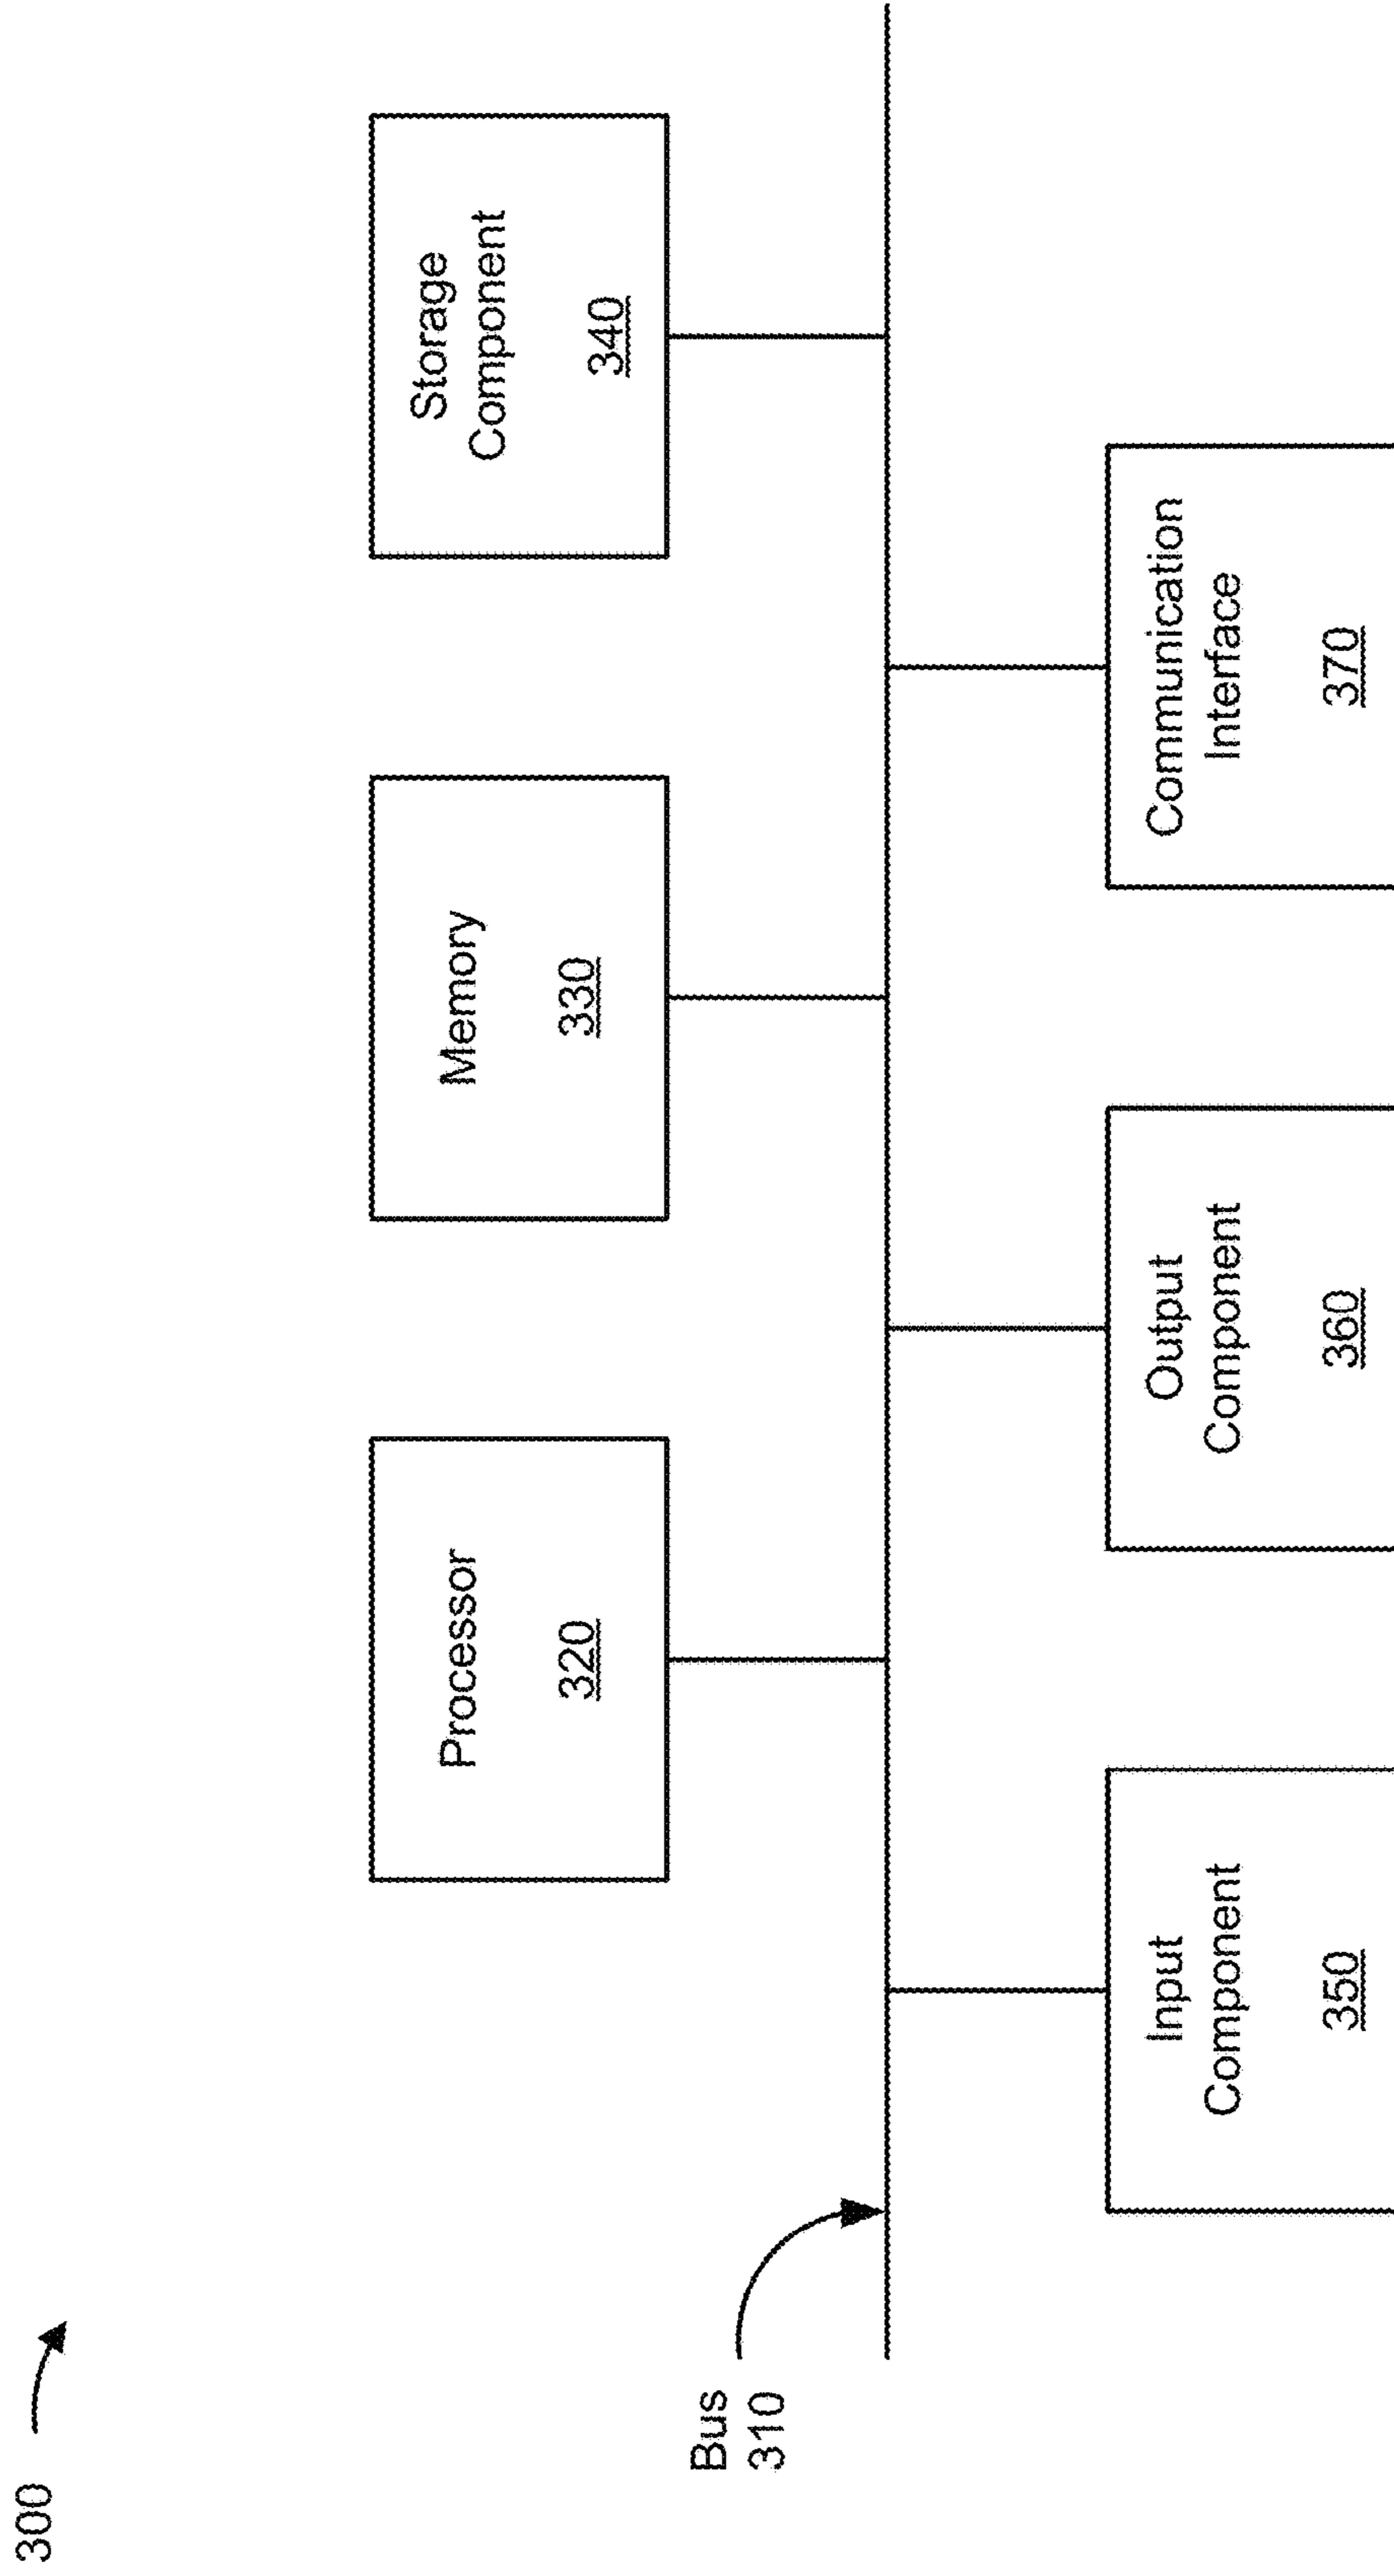 300
Processor
320
Memory
330
Storage
Component
340
Bus
310
Input
Component
350
Output
Component
360
Communication
Interface
370